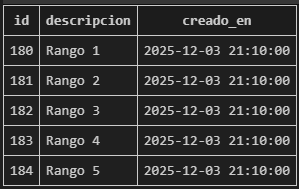 id descripcion creado_en
180 Rango 1 2025-12-03 21:10:00
181 Rango 2 2025-12-03 21:10:00
182 Rango 3 2025-12-03 21:10:00
183 Rango 4 2025-12-03 21:10:00
184 Rango 5 2025-12-03 21:10:00